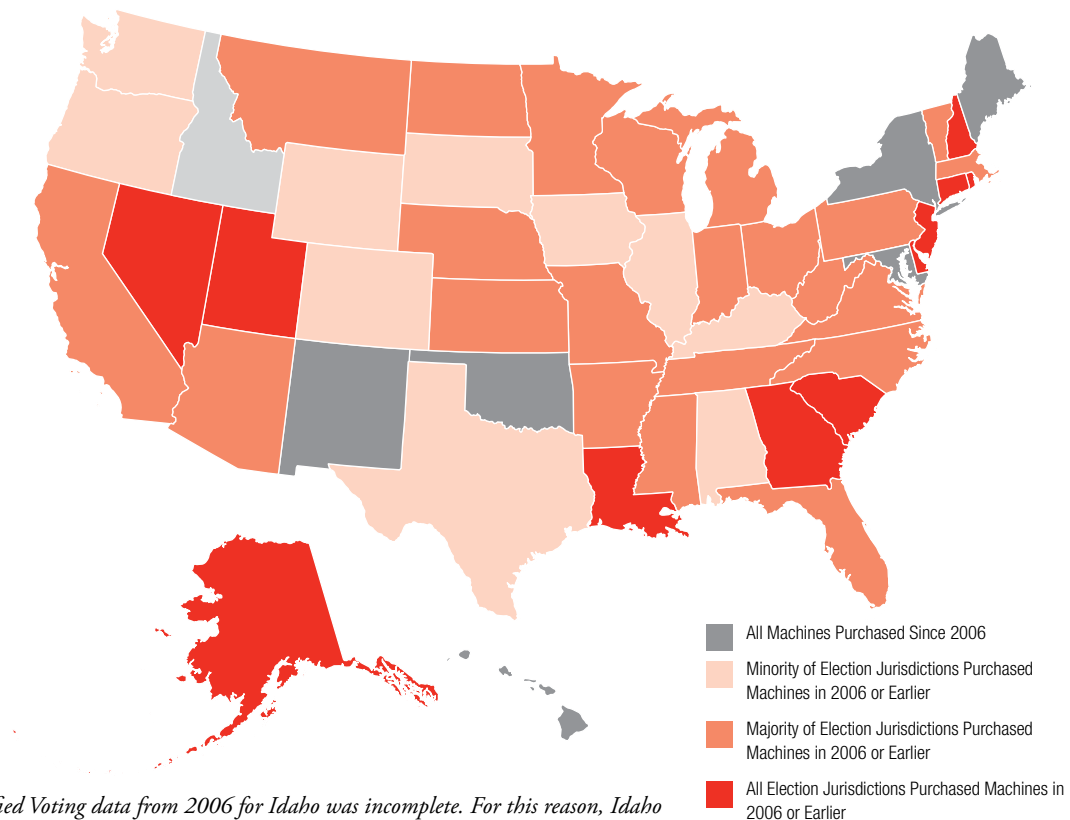 All Machines Purchased Since 2006
Minority of Election Jurisdictions Purchased
Machines in 2006 or Earlier
Majority of Election Jurisdictions Purchased
Machines in 2006 or Earlier
All Election Jurisdictions Purchased Machines in
2006 or Earlier
Voting data from 2006 for Idaho was incomplete. For this reason, Idaho